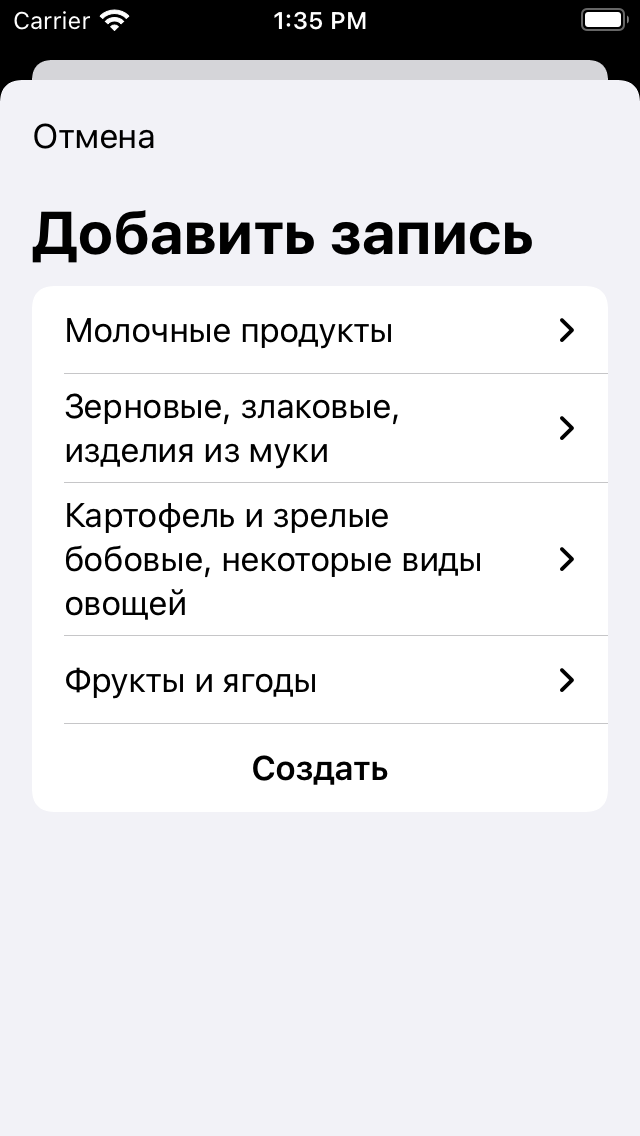 Carrier 1:35 PM
Отмена
Добавить запись
Молочные продукты
Зерновые, злаковые,
изделия из муки
Картофель и зрелые
бобовые, некоторые виды
овощей
Фрукты и ягоды
Создать